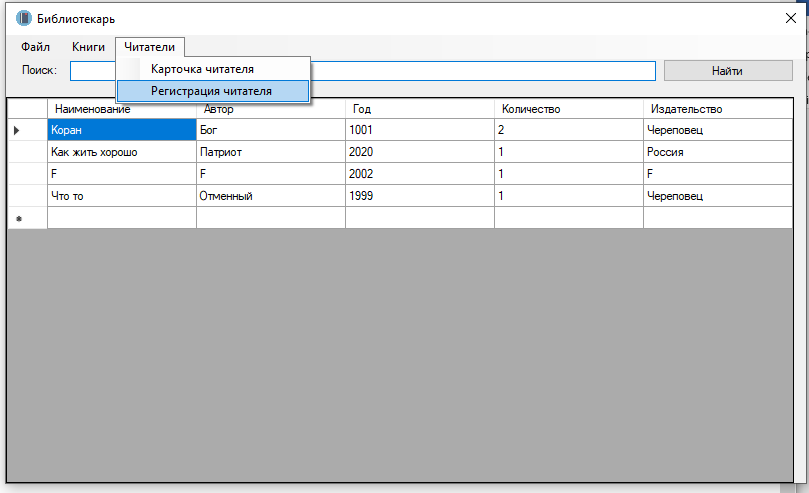 Библиотекарь
Файл Книги Читатели
Карточка читателя
Регистрация читателя
Поиск: Найти
Наименование Автор Год Количество Издательство
Коран Бог 1001 2 Череповец
Как жить хорошо Патриот 2020 1 Россия
F F 2002 1 F
Что то Отменный 1999 1 Череповец